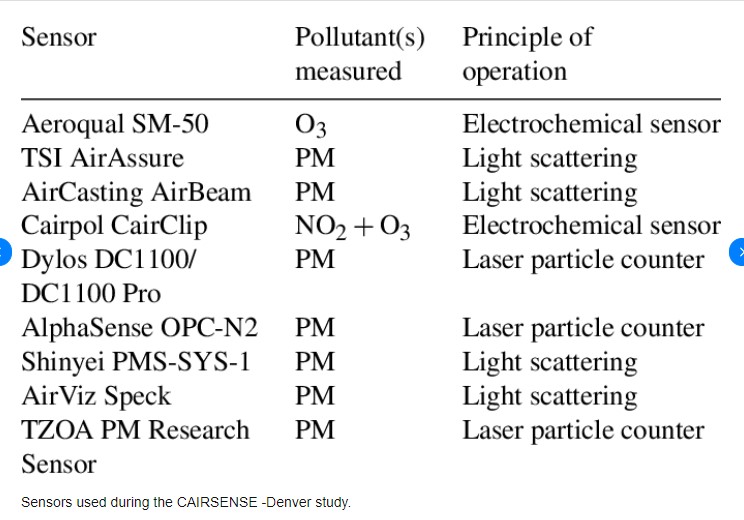 Sensor Pollutant(s) Principle of
measured operation
Aeroqual SM-50 O3 Electrochemical sensor
TSI AirAssure PM Light scattering
AirCasting AirBeam PM Light scattering
Cairpol CairClip NO2 + O3 Electrochemical sensor
Dylos DC1100/ PM Laser particle counter
DC1100 Pro
AlphaSense OPC-N2 PM Laser particle counter
Shinyei PMS-SYS-1 PM Light scattering
AirViz Speck PM Light scattering
TZOA PM Research PM Laser particle counter
Sensor
Sensors used during the CAIRSENSE -Denver study.